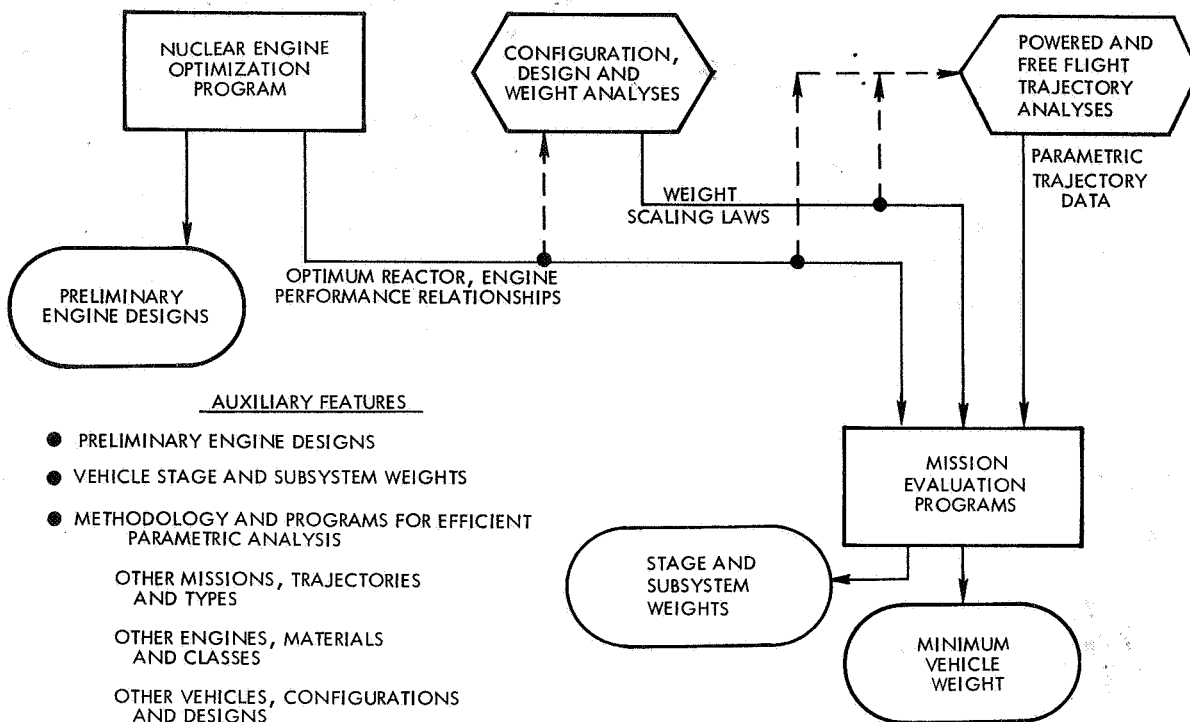 NUCLEAR ENGINE
OPTIMIZATION
PROGRAM
CONFIGURATION,
DESIGN AND
WEIGHT ANALYSES
POWERED AND
FREE FLIGHT
TRAJECTORY
ANALYSES
PARAMETRIC
TRAJECTORY
DATA
WEIGHT
SCALING LAWS
OPTIMUM REACTOR, ENGINE
PERFORMANCE RELATIONSHIPS
PRELIMINARY
ENGINE DESIGNS
AUXILIARY FEATURES
● PRELIMINARY ENGINE DESIGNS
● VEHICLE STAGE AND SUBSYSTEM WEIGHTS
● METHODOLOGY AND PROGRAMS FOR EFFICIENT
PARAMETRIC ANALYSIS
OTHER MISSIONS, TRAJECTORIES
AND TYPES
OTHER ENGINES, MATERIALS
AND CLASSES
OTHER VEHICLES, CONFIGURATIONS
AND DESIGNS
MISSION
EVALUATION
PROGRAMS
STAGE AND
SUBSYSTEM
WEIGHTS
MINIMUM
VEHICLE
WEIGHT